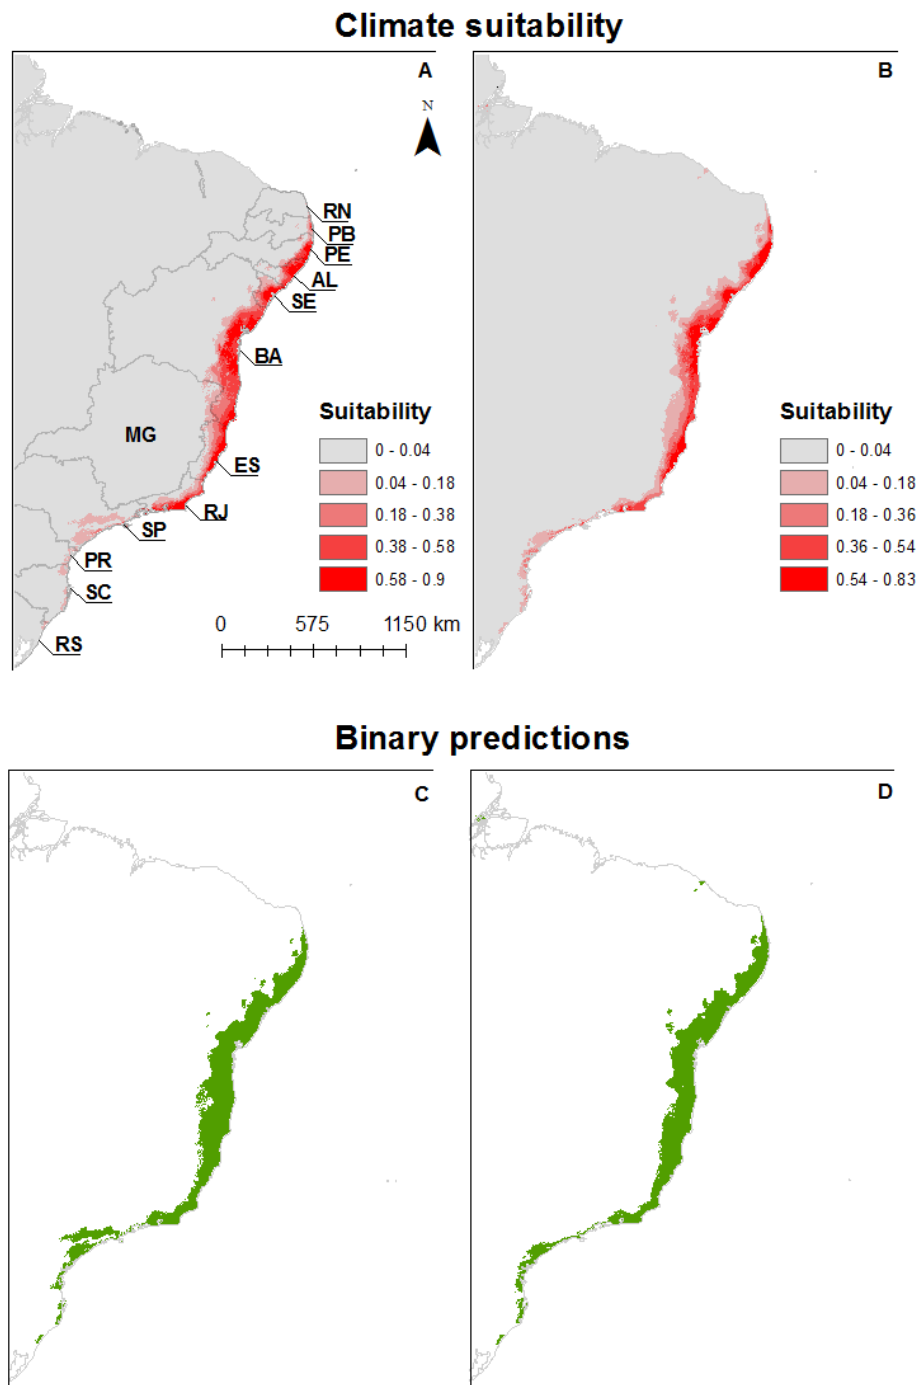 Climate suitability
A
N
RN
PB
PE
AL
SE
BA
MG
ES
RJ
SP
PR
SC
RS
Suitability
0 - 0.04
0.04 - 0.18
0.18 - 0.38
0.38 - 0.58
0.58 - 0.9
0 575 1150 km
B
Suitability
0 - 0.04
0.04 - 0.18
0.18 - 0.36
0.36 - 0.54
0.54 - 0.83
Binary predictions
C
D